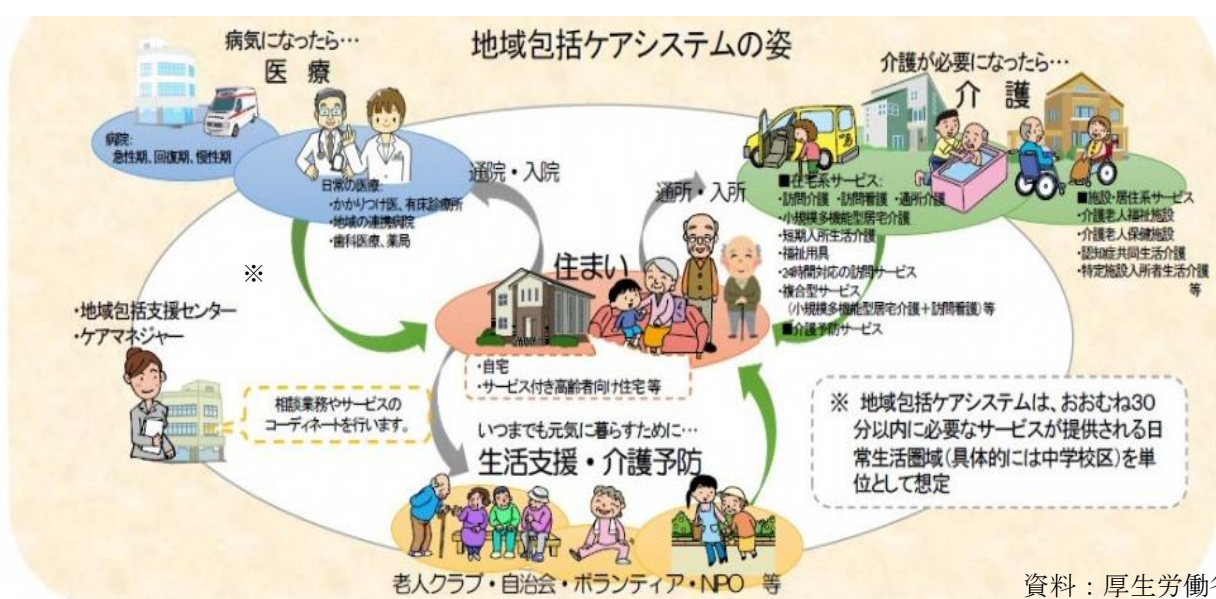 地域包括ケアシステムの姿
病気になったら…
医 療
病院:
急性期、回復期、慢性期
日常の医療:
・かかりつけ医、有床診療所
・地域の連携病院
・歯科医療、薬局
通院・入院
通所・入所
介護が必要になったら…
介 護
■在宅系サービス:
・訪問介護 ・訪問看護 ・通所介護
・小規模多機能型居宅介護
・短期入所生活介護
・福祉用具
・24時間対応の訪問サービス
・複合型サービス
（小規模多機能型居宅介護＋訪問看護）等
■介護予防サービス
■施設・居住系サービス
・介護老人福祉施設
・介護老人保健施設
・認知症共同生活介護
・特定施設入所者生活介護
等
住まい
・自宅
・サービス付き高齢者向け住宅 等
※
・地域包括支援センター
・ケアマネジャー
相談業務やサービスの
コーディネートを行います。
いつまでも元気に暮らすために…
生活支援・介護予防
老人クラブ・自治会・ボランティア・NPO 等
※ 地域包括ケアシステムは、おおむね30
分以内に必要なサービスが提供される日
常生活圏域（具体的には中学校区）を単
位として想定
資料：厚生労働